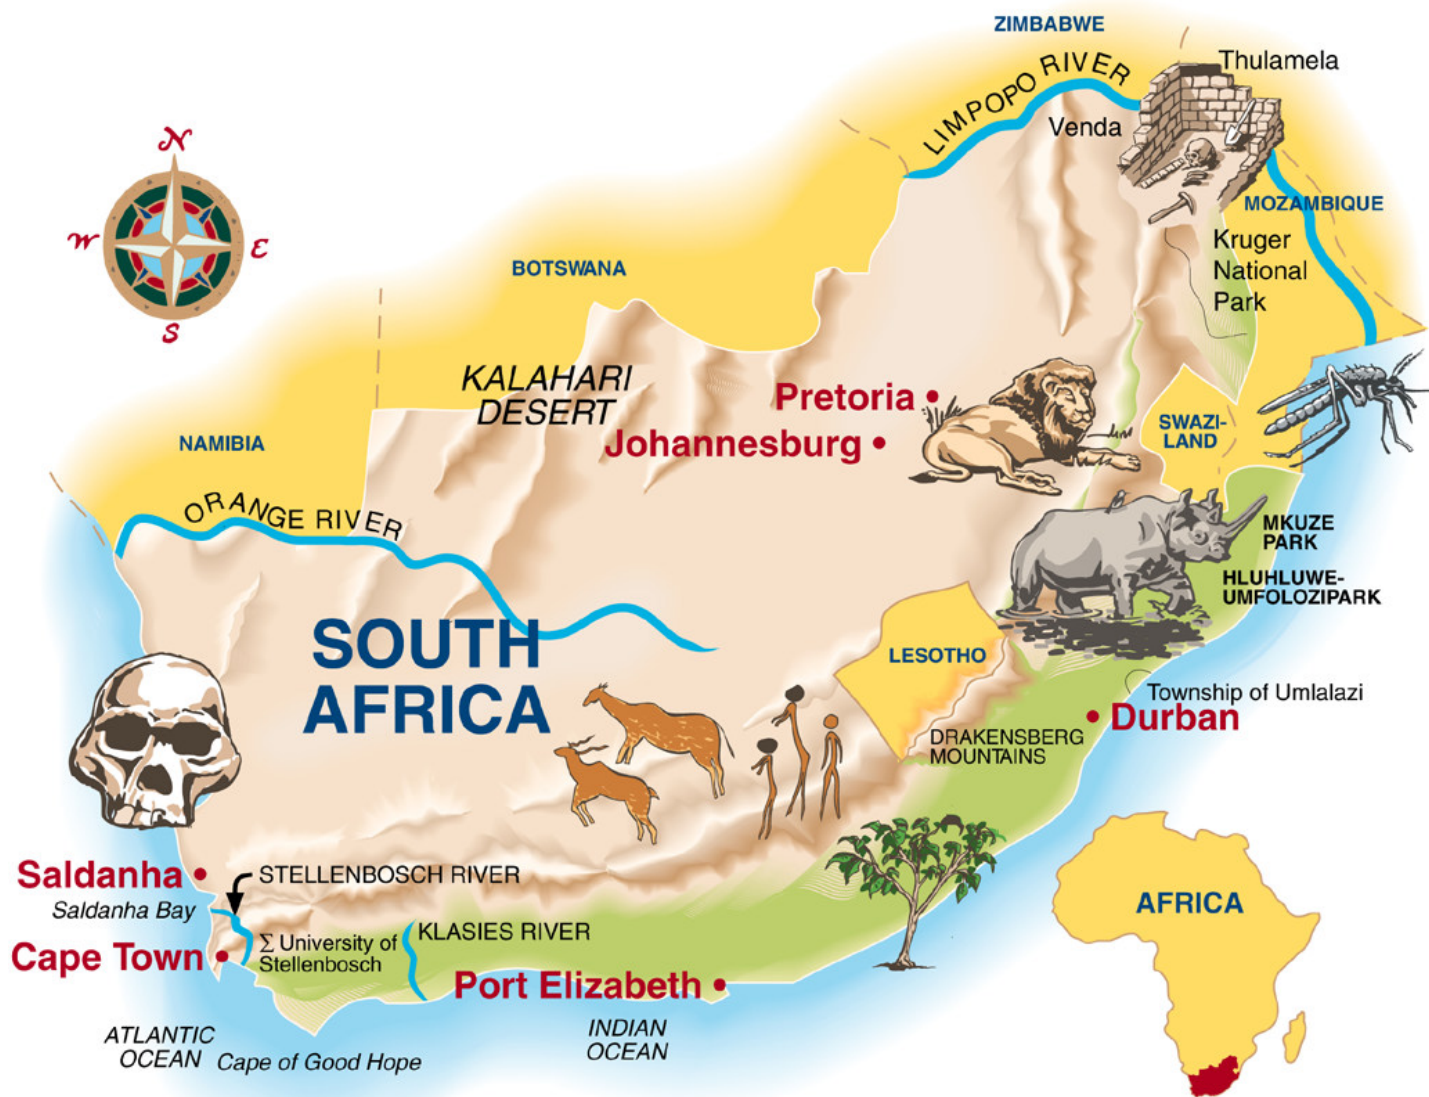 ZIMBABWE
Thulamela
LIMPOPO RIVER
Venda
N
W
E
S
MOZAMBIQUE
Kruger
National
Park
BOTSWANA
KALAHARI
DESERT
Pretoria
Johannesburg
SWAZI-
LAND
NAMIBIA
ORANGE RIVER
MKUZE
PARK
HLUHLUWE-
UMFOLOZIPARK
SOUTH
AFRICA
LESOTHO
Township of Umlalazi
Durban
DRAKENSBERG
MOUNTAINS
Saldanha
Saldanha Bay
STELLENBOSCH RIVER
Cape Town
Σ University of
Stellenbosch
KLASIES RIVER
Port Elizabeth
AFRICA
ATLANTIC
OCEAN
Cape of Good Hope
INDIAN
OCEAN